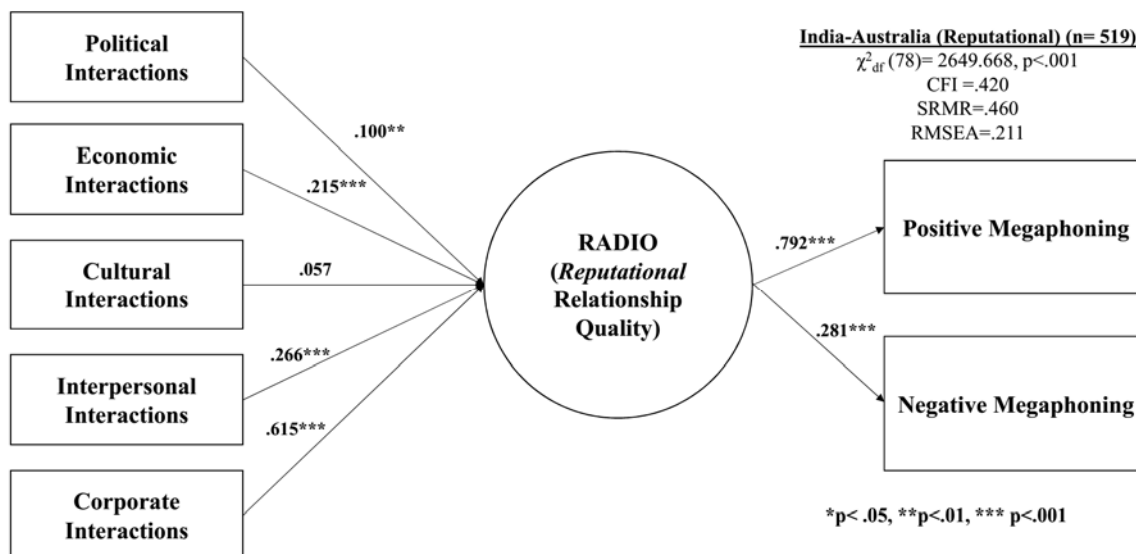 Political
Interactions
Economic
Interactions
Cultural
Interactions
Interpersonal
Interactions
Corporate
Interactions
.100**
.215***
.057
.266***
.615***
RADIO
(Reputational
Relationship
Quality)
.792***
.281***
India-Australia (Reputational) (n= 519)
χ²df (78)= 2649.668, p<.001
CFI =.420
SRMR=.460
RMSEA=.211
Positive Megaphoning
Negative Megaphoning
*p< .05, **p<.01, *** p<.001